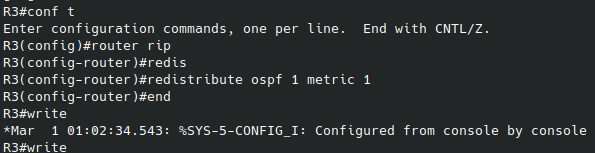 R3#conf t
Enter configuration commands, one per line.  End with CNTL/Z.
R3(config)#router rip
R3(config-router)#redis
R3(config-router)#redistribute ospf 1 metric 1
R3(config-router)#end
R3#write
*Mar  1 01:02:34.543: %SYS-5-CONFIG_I: Configured from console by console
R3#write